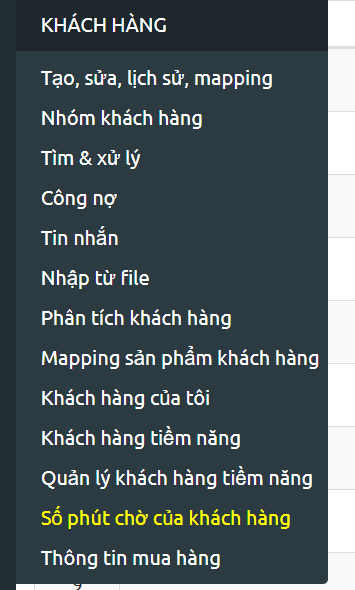 KHÁCH HÀNG
Tạo, sửa, lịch sử, mapping
Nhóm khách hàng
Tìm & xử lý
Công nợ
Tin nhắn
Nhập từ file
Phân tích khách hàng
Mapping sản phẩm khách hàng
Khách hàng của tôi
Khách hàng tiềm năng
Quản lý khách hàng tiềm năng
Số phút chờ của khách hàng
Thông tin mua hàng